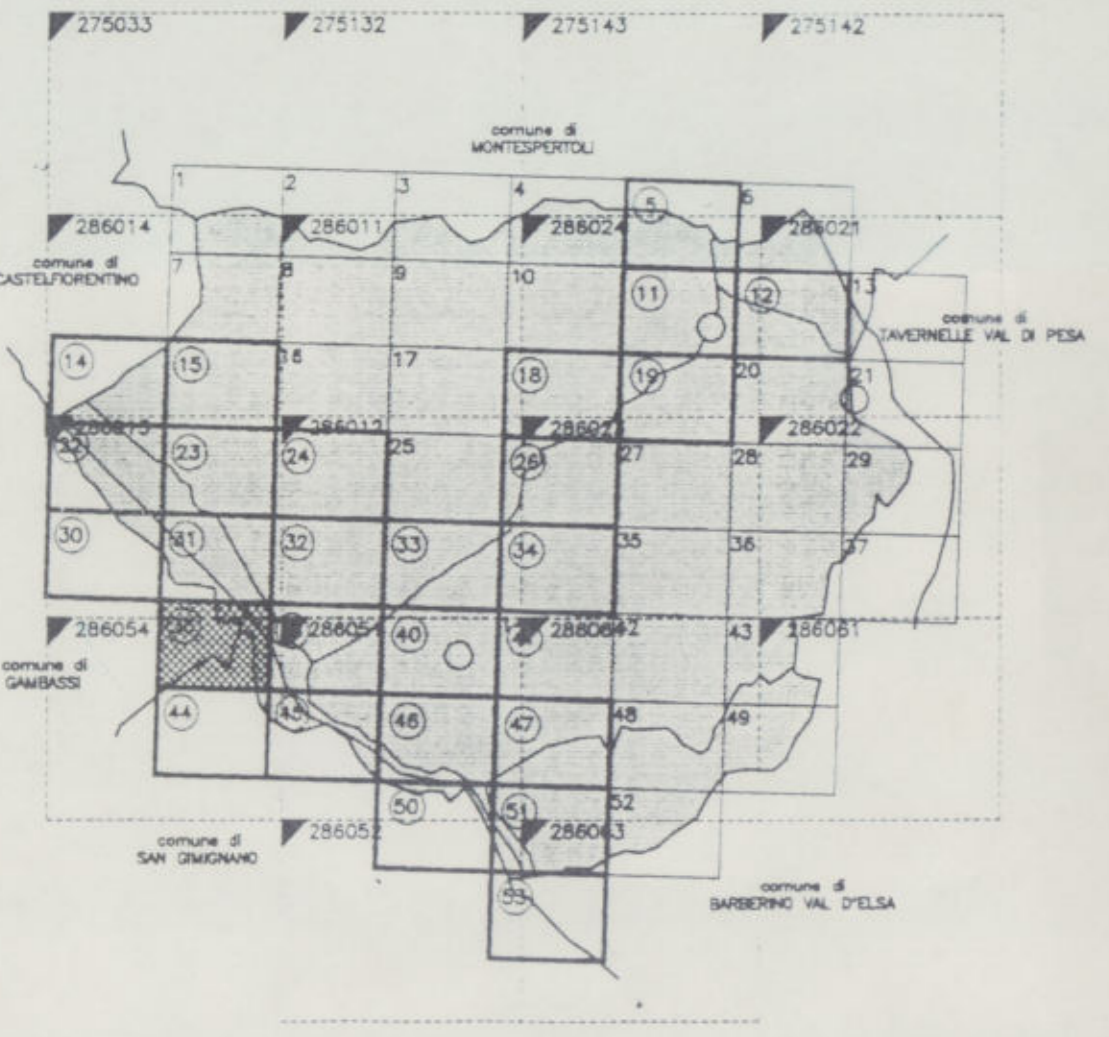 275033 275132 275143 275142
comune di
MONTESPERTOLI
1 2 3 4 5 6
286014 286011 286024 286021
comune di
CASTELFIORENTINO
7 8 9 10 11 12 13
comune di
TAVERNELLE VAL DI PESA
14 15 16 17 18 19 20 21
286012 286022
22 23 24 25 26 27 28 29
30 31 32 33 34 35 36 37
286054 286061
40 42 43
comune di
GAMBASSI
44 45 46 47 48 49
50 51 52
286052 286063
comune di
SAN GIMIGNANO
comune di
BARBERINO VAL D'ELSA
53